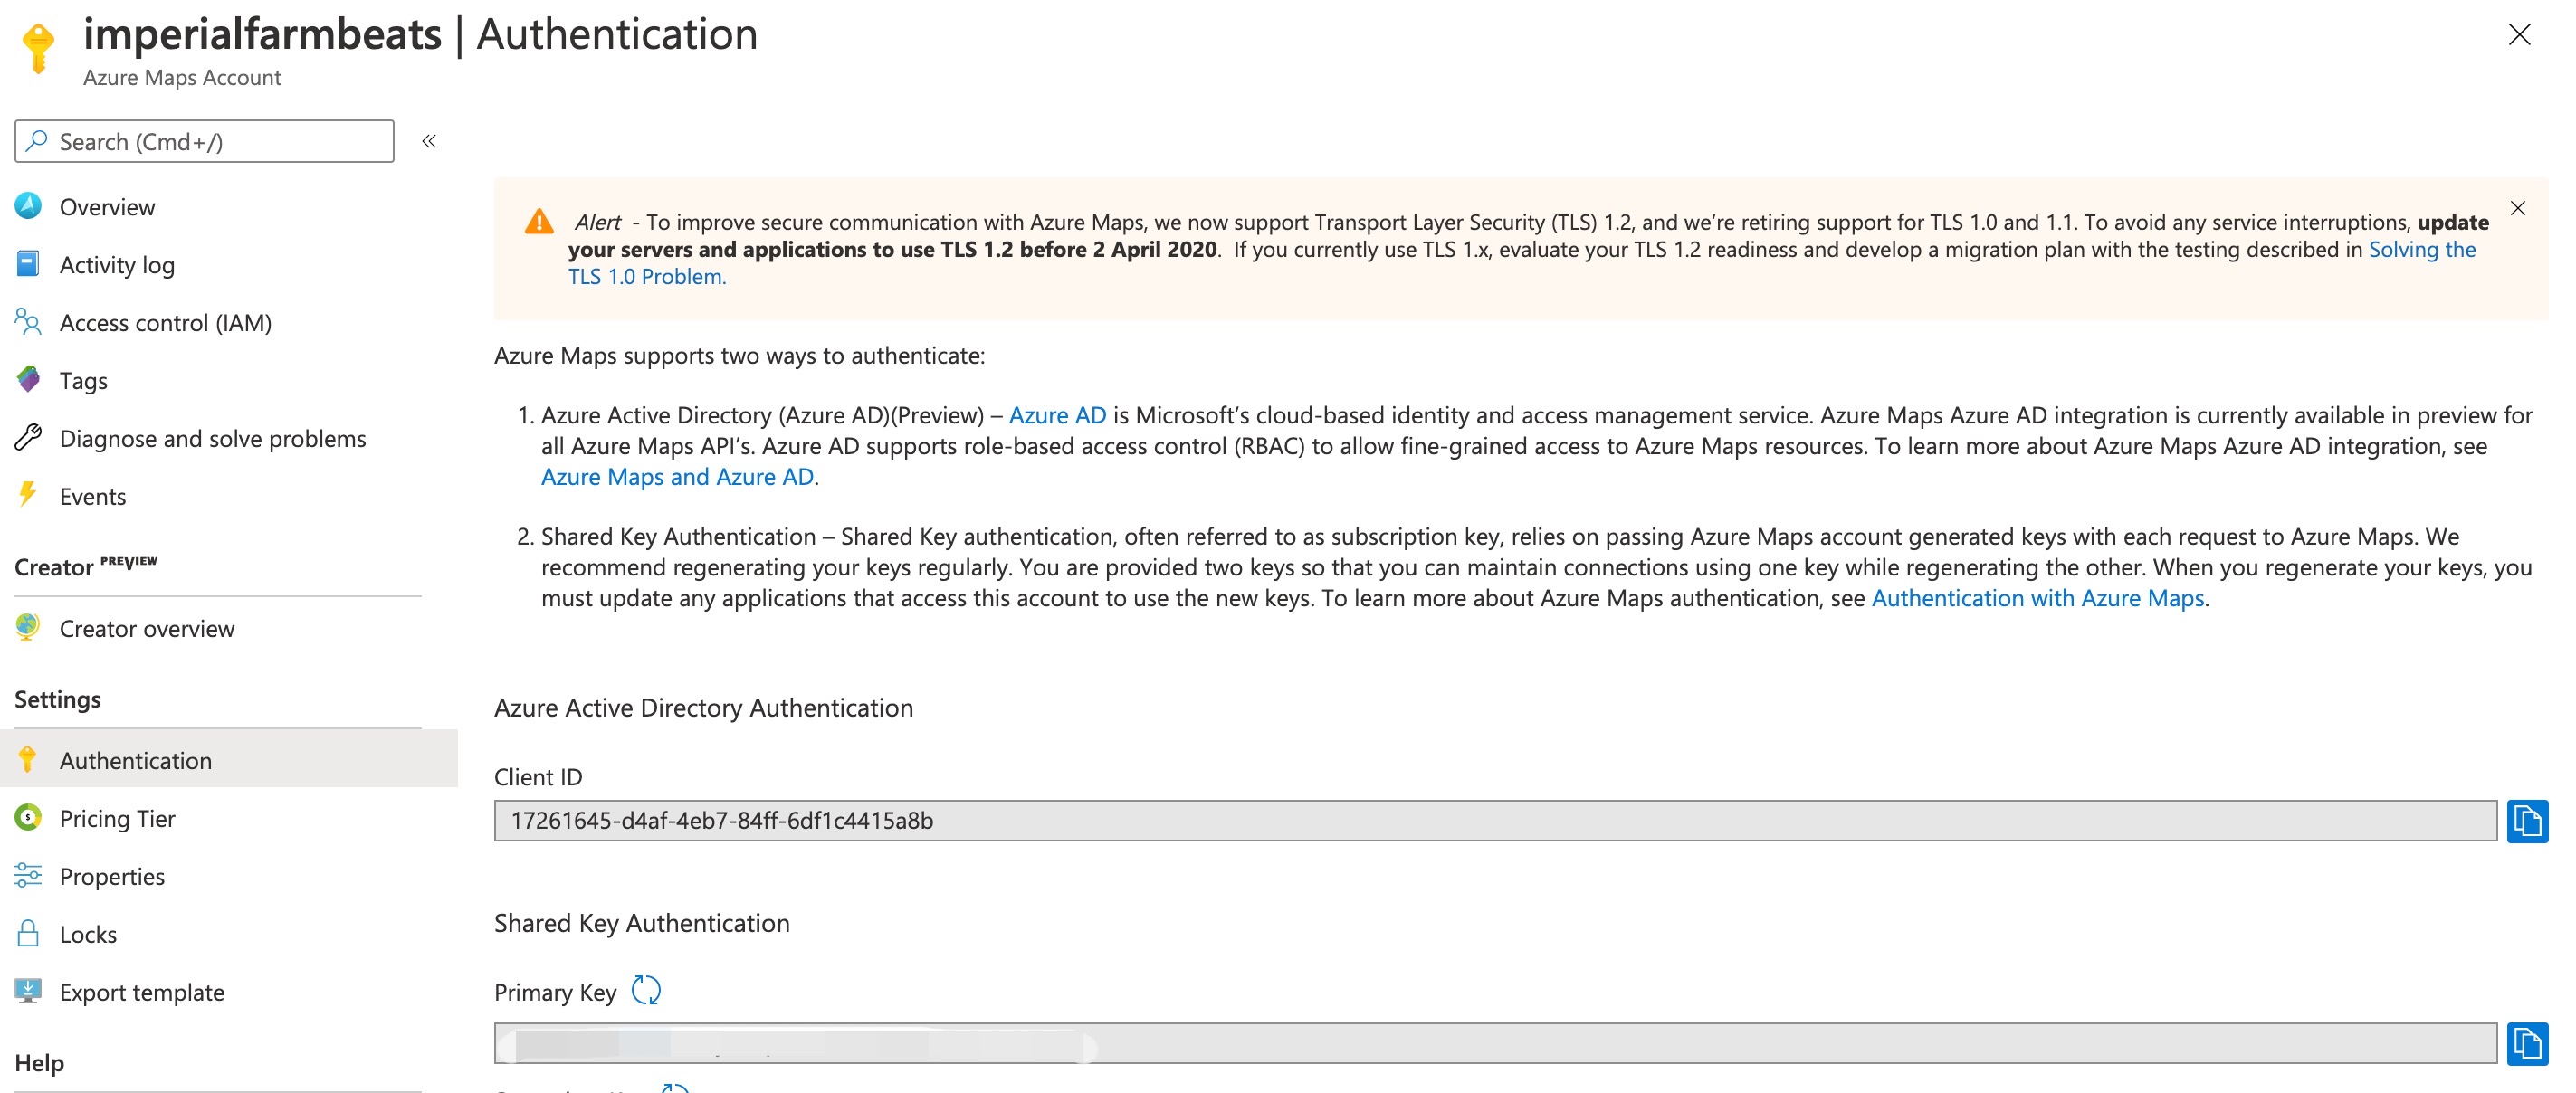 imperialfarmbeats | Authentication
Azure Maps Account
Search (Cmd+/)
«
Overview
Activity log
Access control (IAM)
Tags
Diagnose and solve problems
Events
Creator PREVIEW
Creator overview
Settings
Authentication
Pricing Tier
Properties
Locks
Export template
Help
Alert - To improve secure communication with Azure Maps, we now support Transport Layer Security (TLS) 1.2, and we’re retiring support for TLS 1.0 and 1.1. To avoid any service interruptions, update
your servers and applications to use TLS 1.2 before 2 April 2020. If you currently use TLS 1.x, evaluate your TLS 1.2 readiness and develop a migration plan with the testing described in Solving the
TLS 1.0 Problem.
Azure Maps supports two ways to authenticate:
1. Azure Active Directory (Azure AD)(Preview) – Azure AD is Microsoft’s cloud-based identity and access management service. Azure Maps Azure AD integration is currently available in preview for
all Azure Maps API’s. Azure AD supports role-based access control (RBAC) to allow fine-grained access to Azure Maps resources. To learn more about Azure Maps Azure AD integration, see
Azure Maps and Azure AD.
2. Shared Key Authentication – Shared Key authentication, often referred to as subscription key, relies on passing Azure Maps account generated keys with each request to Azure Maps. We
recommend regenerating your keys regularly. You are provided two keys so that you can maintain connections using one key while regenerating the other. When you regenerate your keys, you
must update any applications that access this account to use the new keys. To learn more about Azure Maps authentication, see Authentication with Azure Maps.
Azure Active Directory Authentication
Client ID
17261645-d4af-4eb7-84ff-6df1c4415a8b
Shared Key Authentication
Primary Key